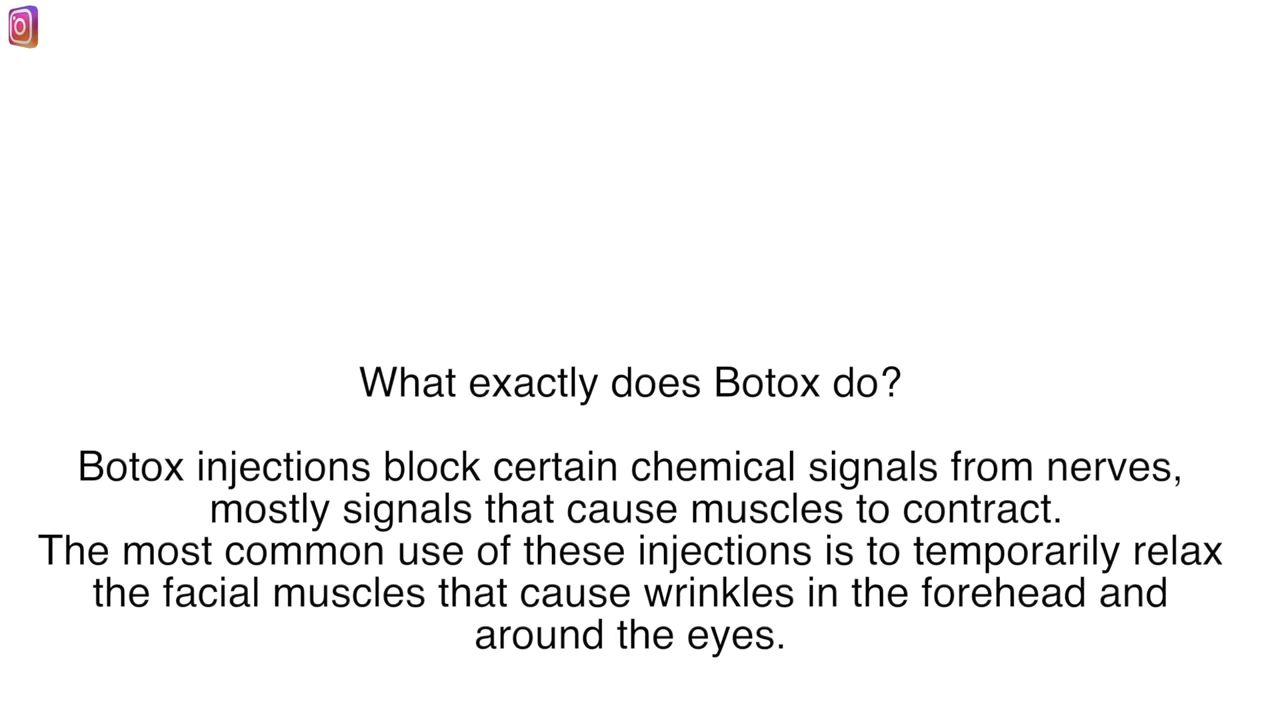 What exactly does Botox do?
Botox injections block certain chemical signals from nerves,
mostly signals that cause muscles to contract.
The most common use of these injections is to temporarily relax
the facial muscles that cause wrinkles in the forehead and
around the eyes.